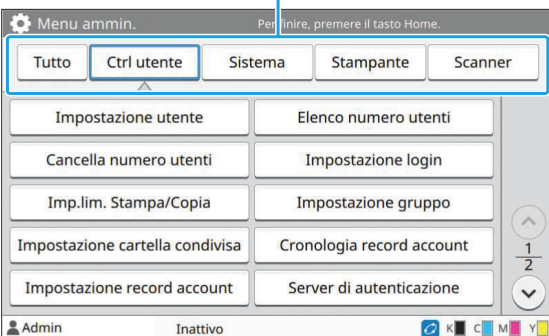 Menu ammin. Per finire, premere il tasto Home.
Tutto Ctrl utente Sistema Stampante Scanner
Impostazione utente Elenco numero utenti
Cancella numero utenti Impostazione login
Imp.lim. Stampa/Copia Impostazione gruppo
Impostazione cartella condivisa Cronologia record account
1
2
Impostazione record account Server di autenticazione
Admin Inattivo K C M Y